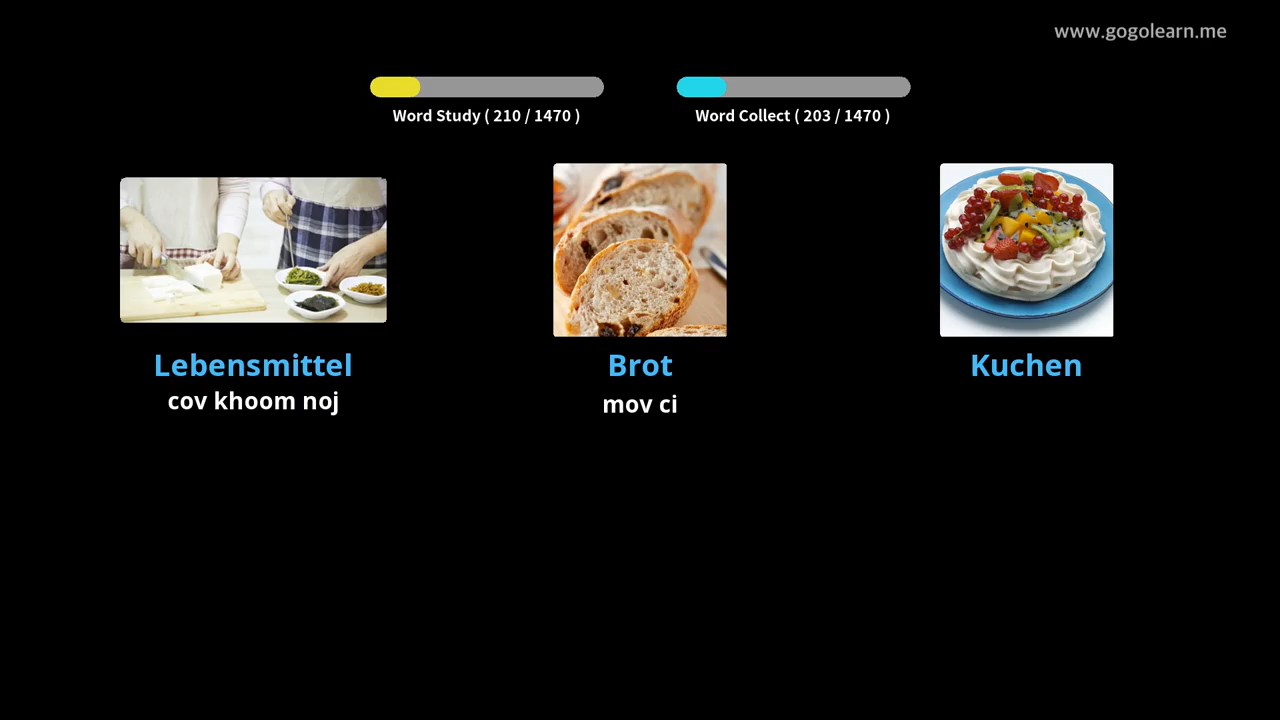 www.gogolearn.me
Word Study ( 210 / 1470 )
Word Collect ( 203 / 1470 )
Lebensmittel
cov khoom noj
Brot
mov ci
Kuchen